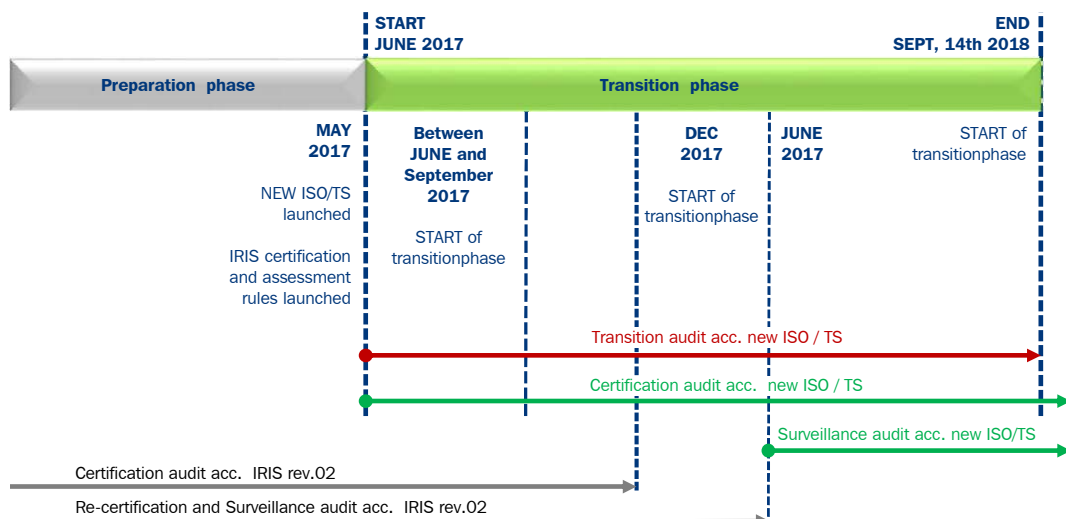 START
JUNE 2017
END
SEPT, 14th 2018
Preparation phase
Transition phase
MAY
2017
NEW ISO/TS
launched
IRIS certification
and assessment
rules launched
Between
JUNE and
September
2017
START of
transitionphase
DEC
2017
START of
transitionphase
JUNE
2017
START of
transitionphase
Transition audit acc. new ISO / TS
Certification audit acc. new ISO / TS
Surveillance audit acc. new ISO/TS
Certification audit acc. IRIS rev.02
Re-certification and Surveillance audit acc. IRIS rev.02